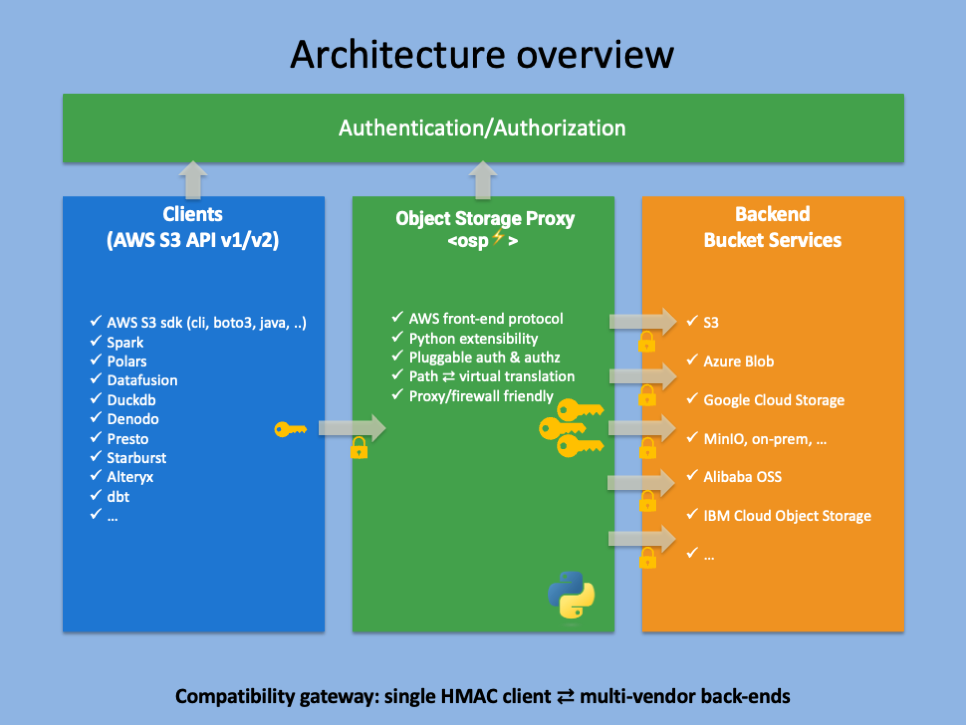 Architecture overview
Authentication/Authorization
Clients
(AWS S3 API v1/v2)
✓ AWS S3 sdk (cli, boto3, java, ..)
✓ Spark
✓ Polars
✓ Datafusion
✓ Duckdb
✓ Denodo
✓ Presto
✓ Starburst
✓ Alteryx
✓ dbt
✓ ...
Object Storage Proxy
<osp⚡>
✓ AWS front-end protocol
✓ Python extensibility
✓ Pluggable auth & authz
✓ Path ⇄ virtual translation
✓ Proxy/firewall friendly
Backend
Bucket Services
✓ S3
✓ Azure Blob
✓ Google Cloud Storage
✓ MinIO, on-prem, ...
✓ Alibaba OSS
✓ IBM Cloud Object Storage
✓ ...
Compatibility gateway: single HMAC client ⇄ multi-vendor back-ends